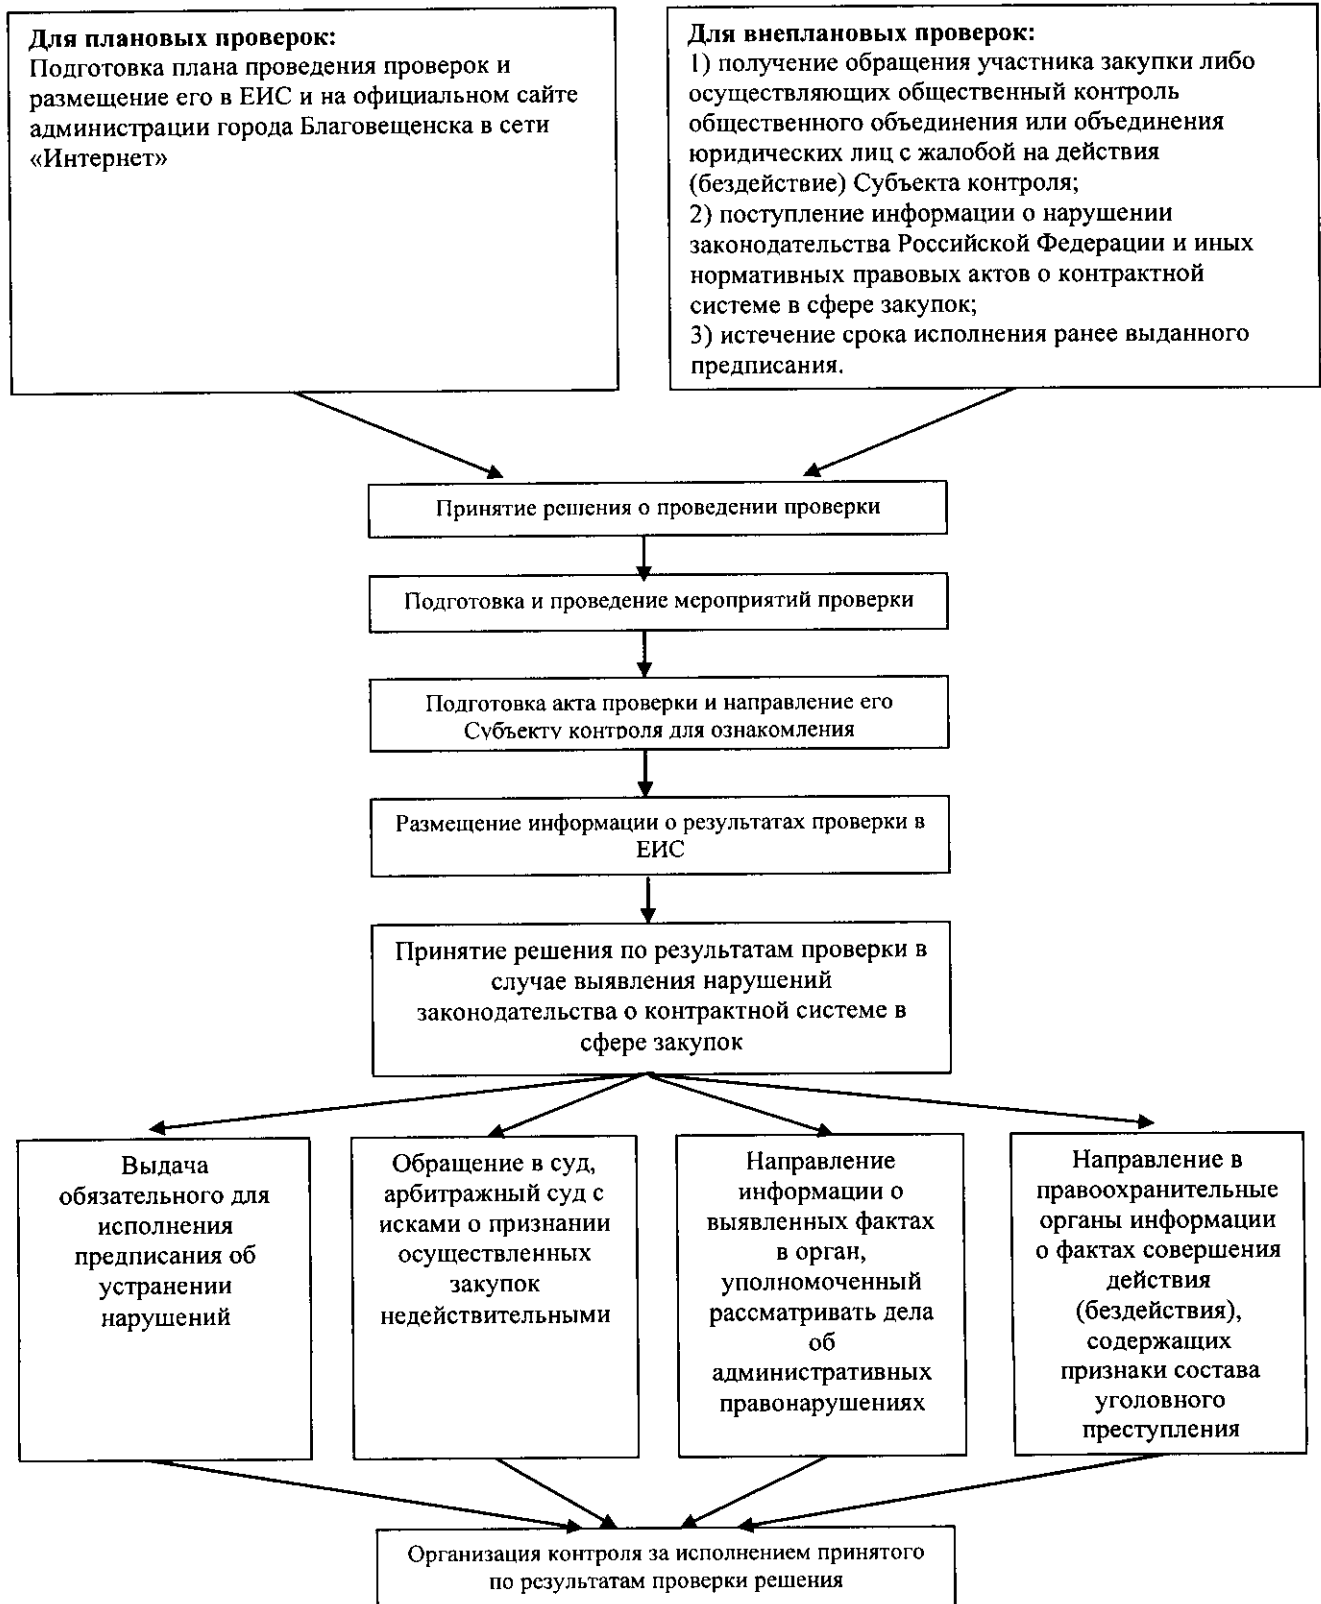 Для плановых проверок:
Подготовка плана проведения проверок и
размещение его в ЕИС и на официальном сайте
администрации города Благовещенска в сети
«Интернет»
Для внеплановых проверок:
1) получение обращения участника закупки либо
осуществляющих общественный контроль
общественного объединения или объединения
юридических лиц с жалобой на действия
(бездействие) Субъекта контроля;
2) поступление информации о нарушении
законодательства Российской Федерации и иных
нормативных правовых актов о контрактной
системе в сфере закупок;
3) истечение срока исполнения ранее выданного
предписания.
Принятие решения о проведении проверки
Подготовка и проведение мероприятий проверки
Подготовка акта проверки и направление его
Субъекту контроля для ознакомления
Размещение информации о результатах проверки в
ЕИС
Принятие решения по результатам проверки в
случае выявления нарушений
законодательства о контрактной системе в
сфере закупок
Выдача
обязательного для
исполнения
предписания об
устранении
нарушений
Обращение в суд,
арбитражный суд с
исками о признании
осуществленных
закупок
недействительными
Направление
информации о
выявленных фактах
в орган,
уполномоченный
рассматривать дела
об
административных
правонарушениях
Направление в
правоохранительные
органы информации
о фактах совершения
действия
(бездействия),
содержащих
признаки состава
уголовного
преступления
Организация контроля за исполнением принятого
по результатам проверки решения